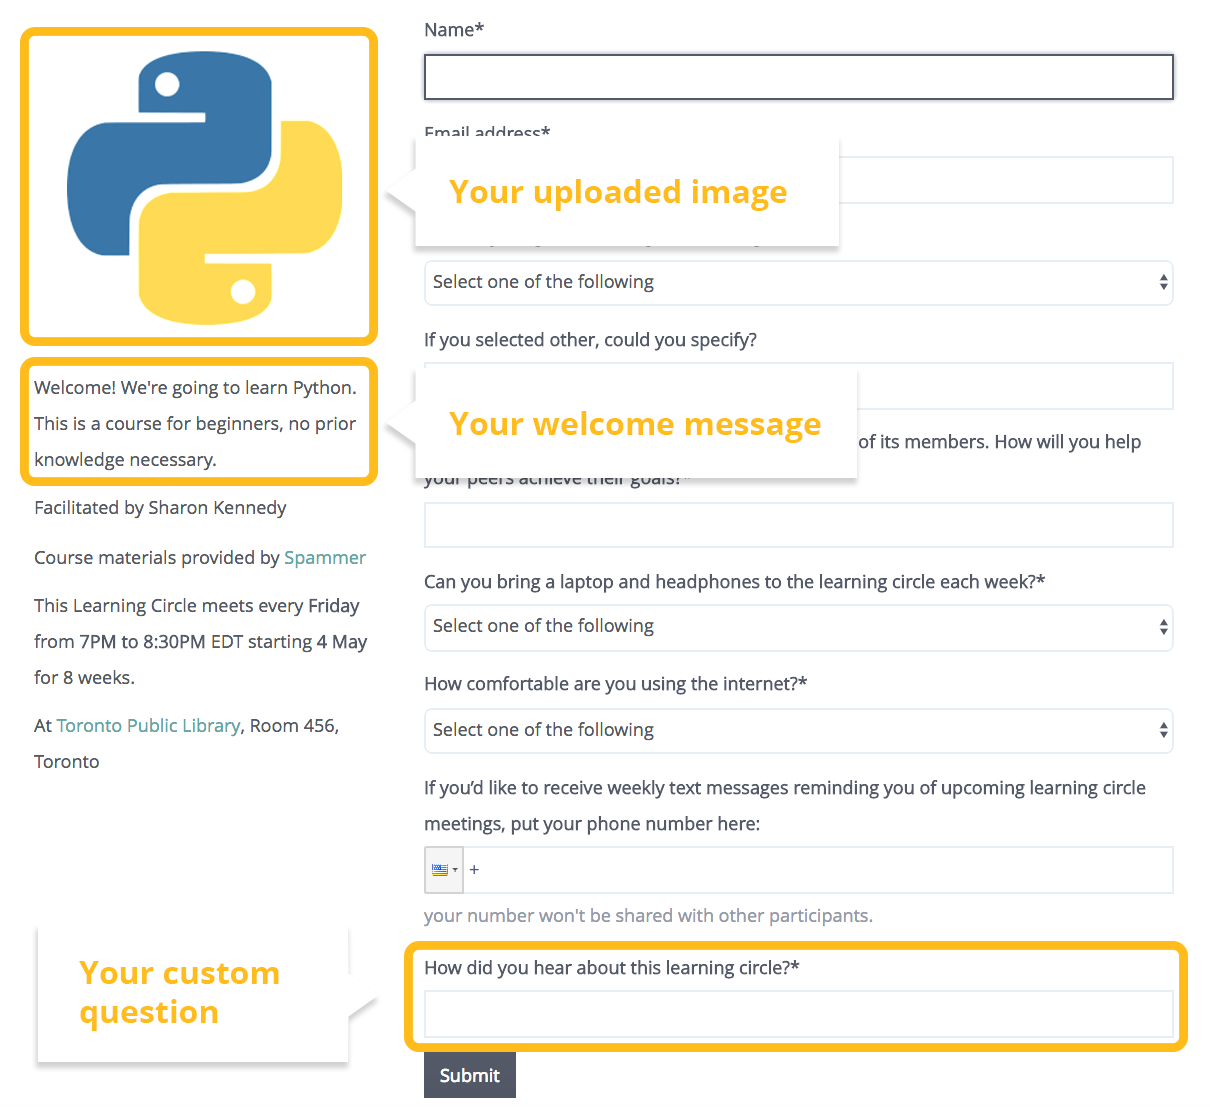 Welcome! We're going to learn Python.
This is a course for beginners, no prior
knowledge necessary.
Facilitated by Sharon Kennedy
Course materials provided by Spammer
This Learning Circle meets every Friday
from 7PM to 8:30PM EDT starting 4 May
for 8 weeks.
At Toronto Public Library, Room 456,
Toronto
Name*
Email address*
Your uploaded image
Select one of the following
If you selected other, could you specify?
Your welcome message
of its members. How will you help
your peers achieve their goals?*
Can you bring a laptop and headphones to the learning circle each week?*
Select one of the following
How comfortable are you using the internet?*
Select one of the following
If you’d like to receive weekly text messages reminding you of upcoming learning circle
meetings, put your phone number here:
+
your number won't be shared with other participants.
Your custom
question
How did you hear about this learning circle?*
Submit